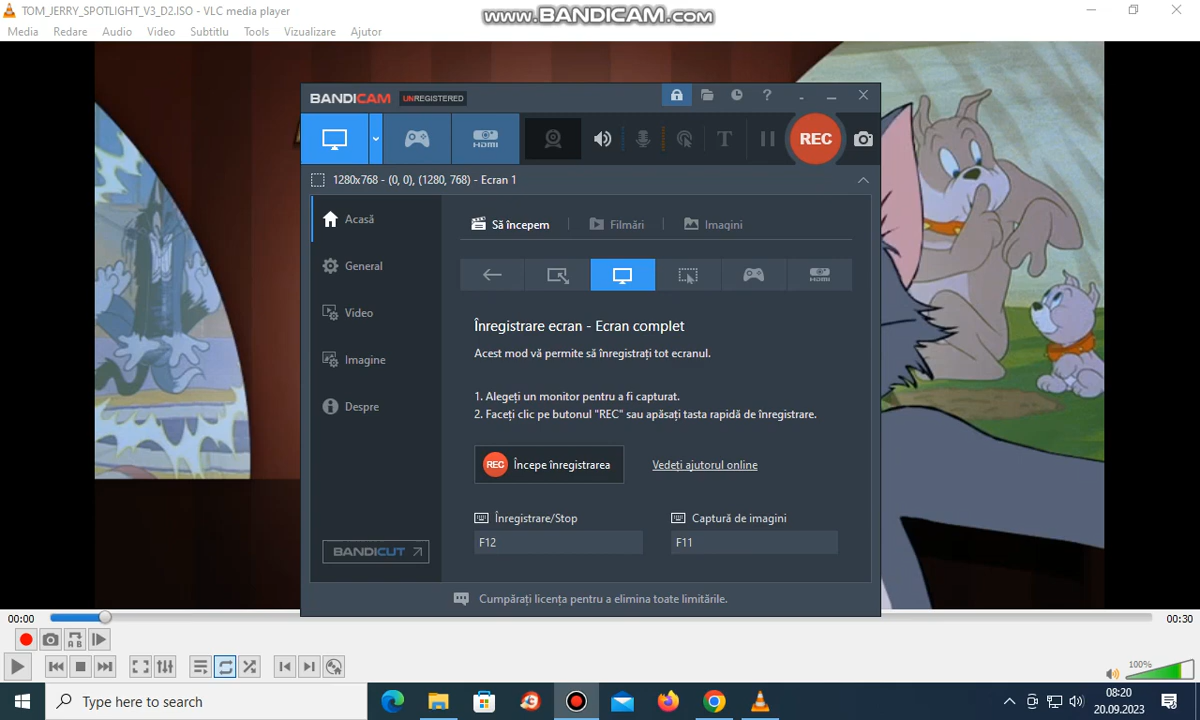 TOM_JERRY_SPOTLIGHT_V3_D2.ISO - VLC media player
www.BANDICAM.com
Media Redare Audio Video Subtitlu Tools Vizualizare Ajutor
BANDICAM UNREGISTERED
HDMI
REC
1280x768 - (0, 0), (1280, 768) - Ecran 1
Acasă
General
Video
Imagine
Despre
BANDICUT
Să începem Filmări Imagini
HDMI
Înregistrare ecran - Ecran complet
Acest mod vă permite să înregistrați tot ecranul.
1. Alegeți un monitor pentru a fi capturat.
2. Faceți clic pe butonul "REC" sau apăsați tasta rapidă de înregistrare.
REC Începe înregistrarea
Vedeți ajutorul online
Înregistrare/Stop Captură de imagini
F12 F11
Cumpărați licența pentru a elimina toate limitările.
00:00 00:30
A B
100%
Type here to search
08:20
20.09.2023